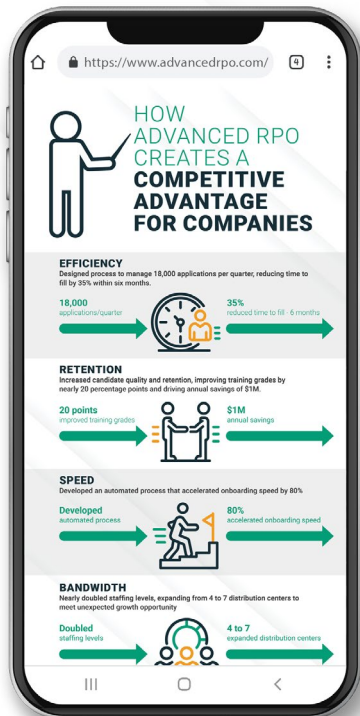 https://www.advancedrpo.com/
4
HOW
ADVANCED RPO
CREATES A
COMPETITIVE
ADVANTAGE
FOR COMPANIES
EFFICIENCY
Designed process to manage 18,000 applications per quarter, reducing time to
fill by 35% within six months.
18,000
applications/quarter
35%
reduced time to fill - 6 months
RETENTION
Increased candidate quality and retention, improving training grades by
nearly 20 percentage points and driving annual savings of $1M.
20 points
improved training grades
$1M
annual savings
SPEED
Developed an automated process that accelerated onboarding speed by 80%
Developed
automated process
80%
accelerated onboarding speed
BANDWIDTH
Nearly doubled staffing levels, expanding from 4 to 7 distribution centers to
meet unexpected growth opportunity
Doubled
staffing levels
4 to 7
expanded distribution centers